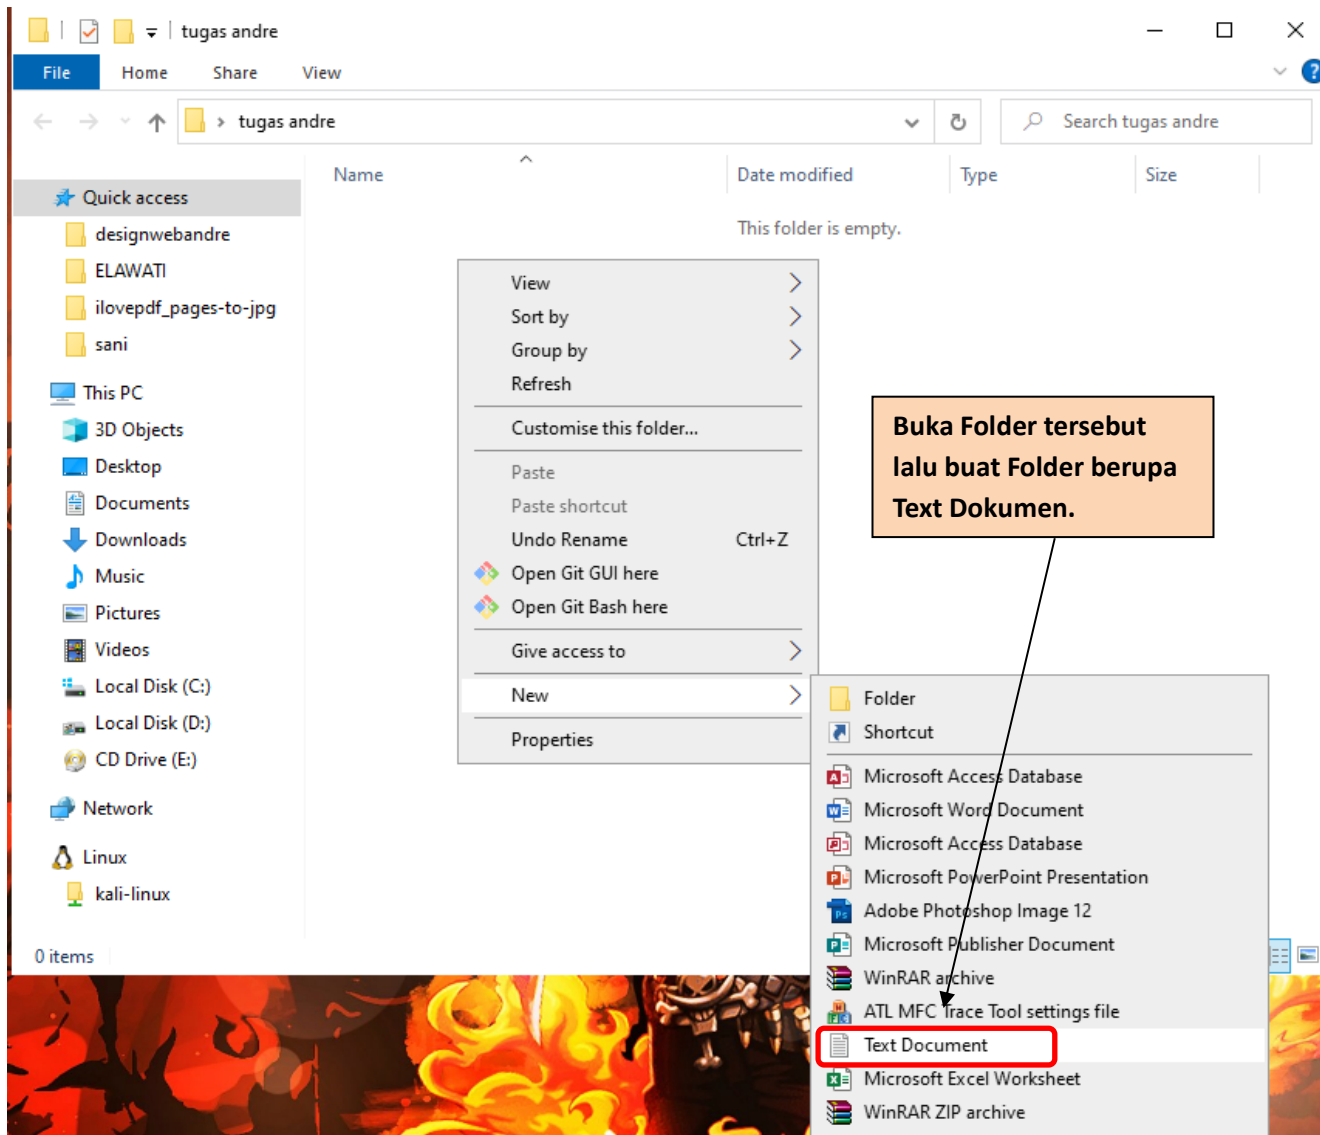 tugas andre
File Home Share View
tugas andre
Search tugas andre
Name Date modified Type Size
This folder is empty.
Quick access
designwebandre
ELAWATI
ilovepdf_pages-to-jpg
sani
This PC
3D Objects
Desktop
Documents
Downloads
Music
Pictures
Videos
Local Disk (C:)
Local Disk (D:)
CD Drive (E:)
Network
Linux
kali-linux
0 items
View
Sort by
Group by
Refresh
Customise this folder...
Paste
Paste shortcut
Undo Rename Ctrl+Z
Open Git GUI here
Open Git Bash here
Give access to
New
Properties
Buka Folder tersebut
lalu buat Folder berupa
Text Dokumen.
Folder
Shortcut
Microsoft Access Database
Microsoft Word Document
Microsoft Access Database
Microsoft PowerPoint Presentation
Adobe Photoshop Image 12
Microsoft Publisher Document
WinRAR archive
ATL MFC Trace Tool settings file
Text Document
Microsoft Excel Worksheet
WinRAR ZIP archive